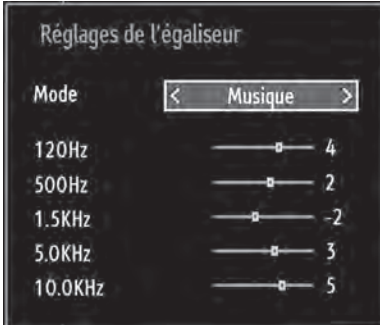 Réglages de l'égaliseur
Mode < Musique >
120Hz 4
500Hz 2
1.5KHz -2
5.0KHz 3
10.0KHz 5